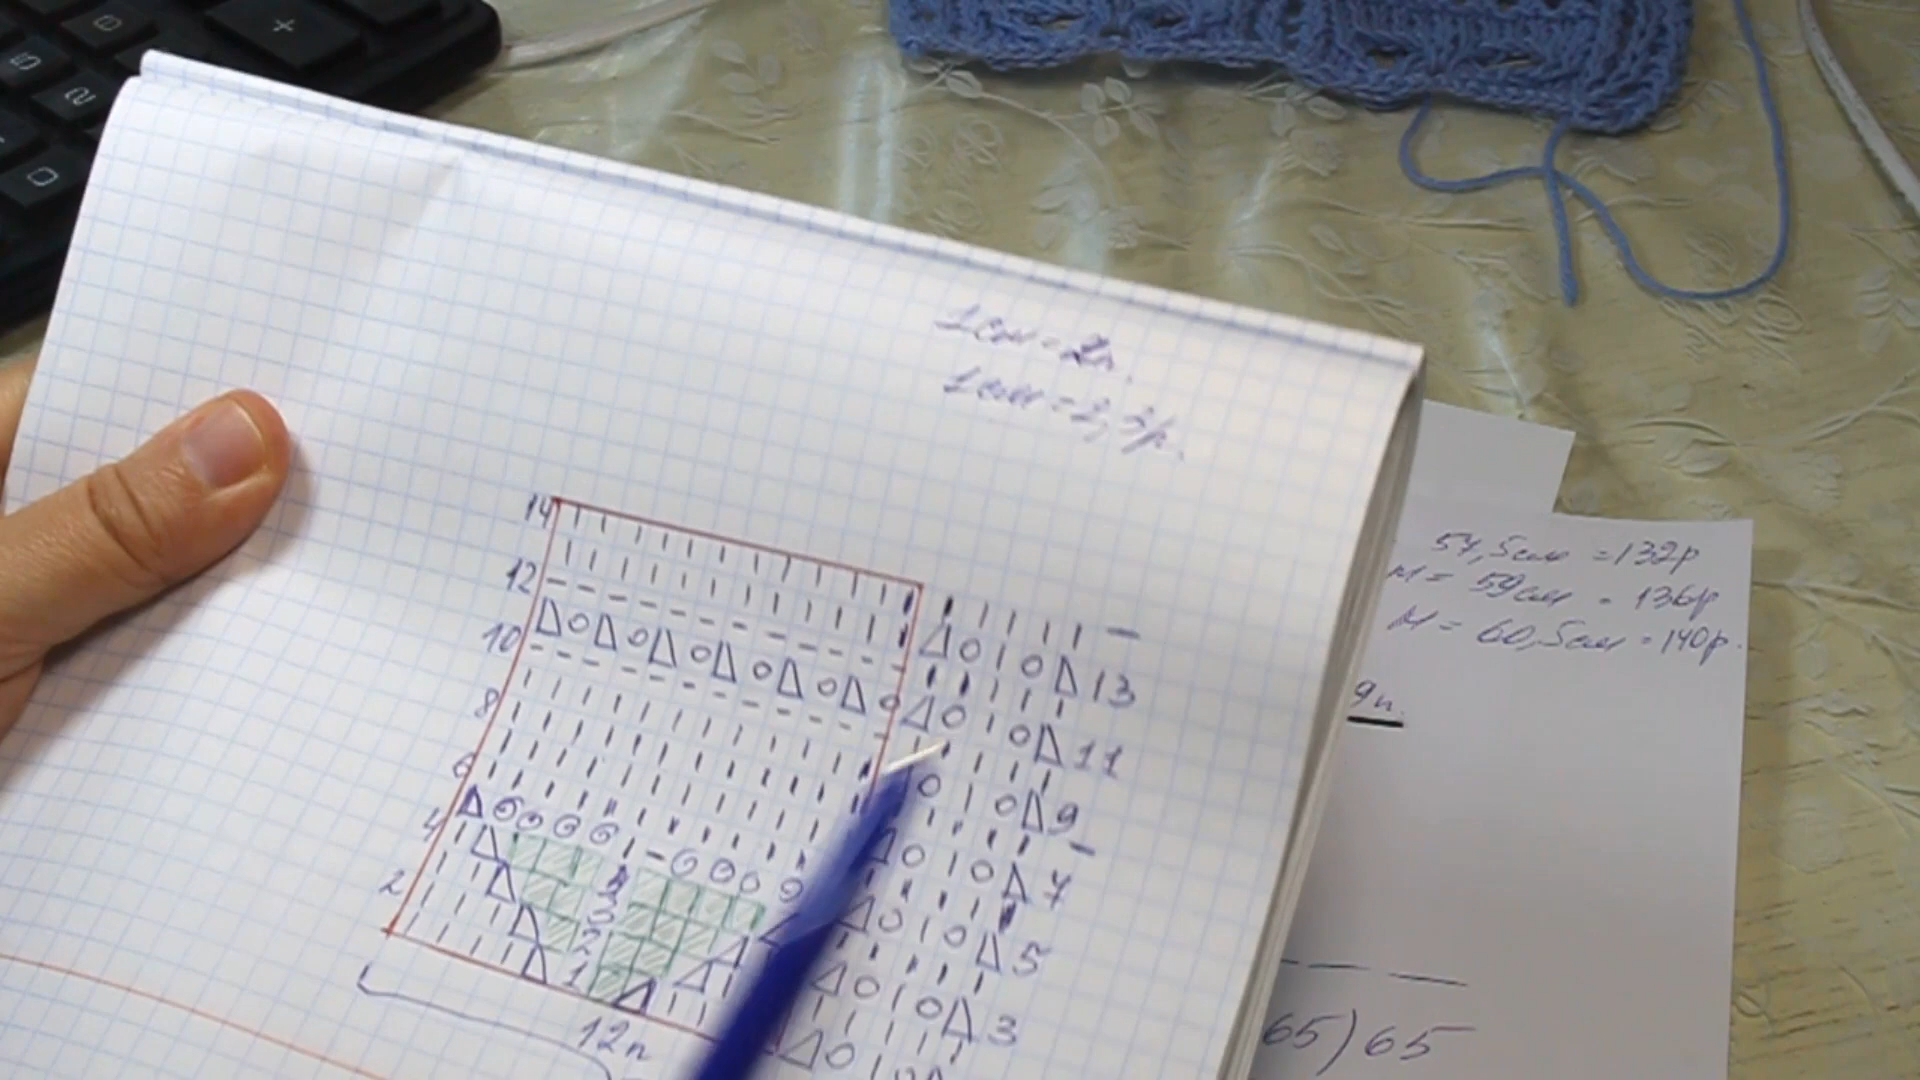 1см = 2п.
1см = 2,3р.
14
12
10
8
6
4
2
13
11
9
7
5
3
12п
57,5см = 132р
М = 59см = 136р
М = 60,5см = 140р.
9п.
65) 65